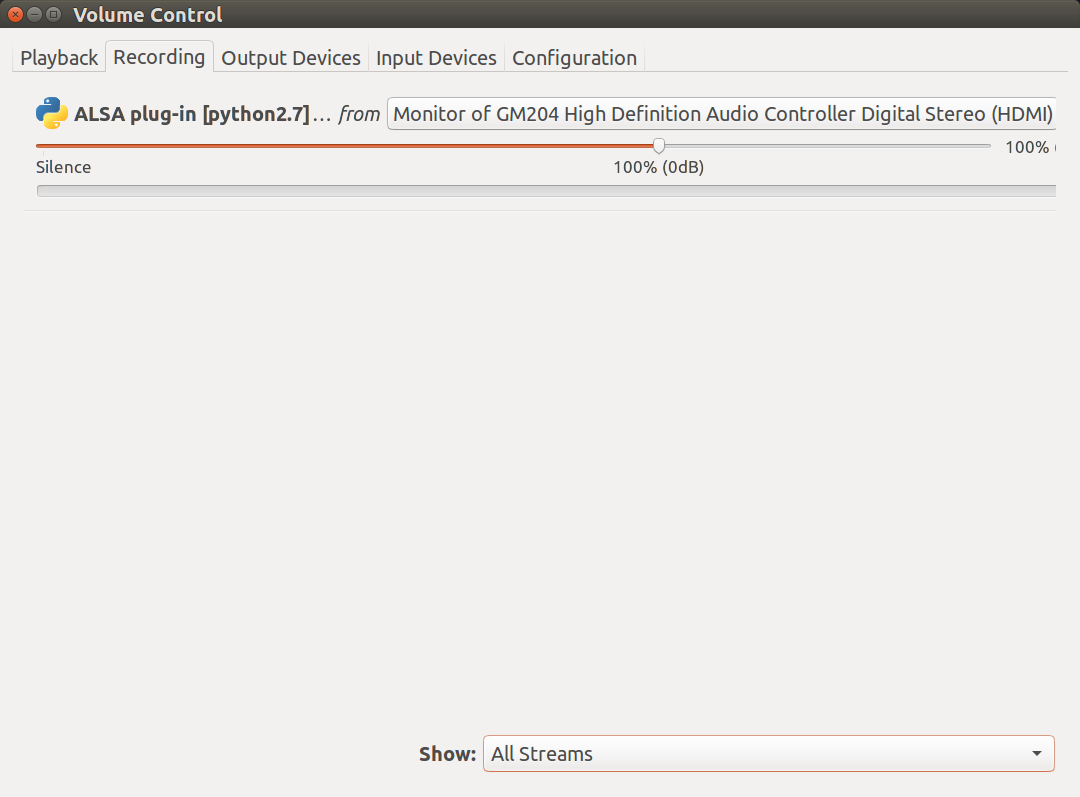 Volume Control
Playback Recording Output Devices Input Devices Configuration
ALSA plug-in [python2.7]… from Monitor of GM204 High Definition Audio Controller Digital Stereo (HDMI)
100% (
Silence 100% (0dB)
Show: All Streams